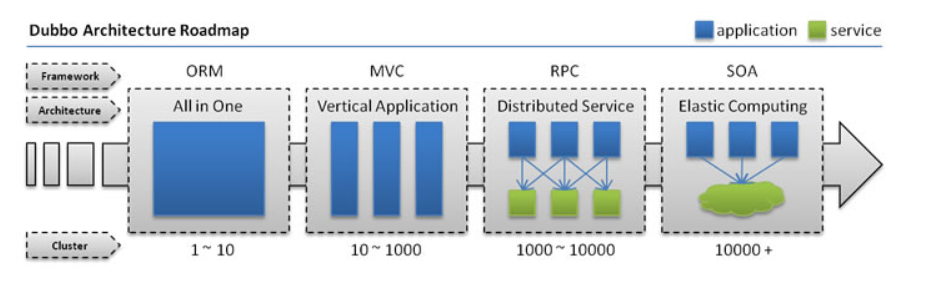 Dubbo Architecture Roadmap
application
service
Framework
ORM
MVC
RPC
SOA
Architecture
All in One
Vertical Application
Distributed Service
Elastic Computing
Cluster
1 ~ 10
10 ~ 1000
1000 ~ 10000
10000 +